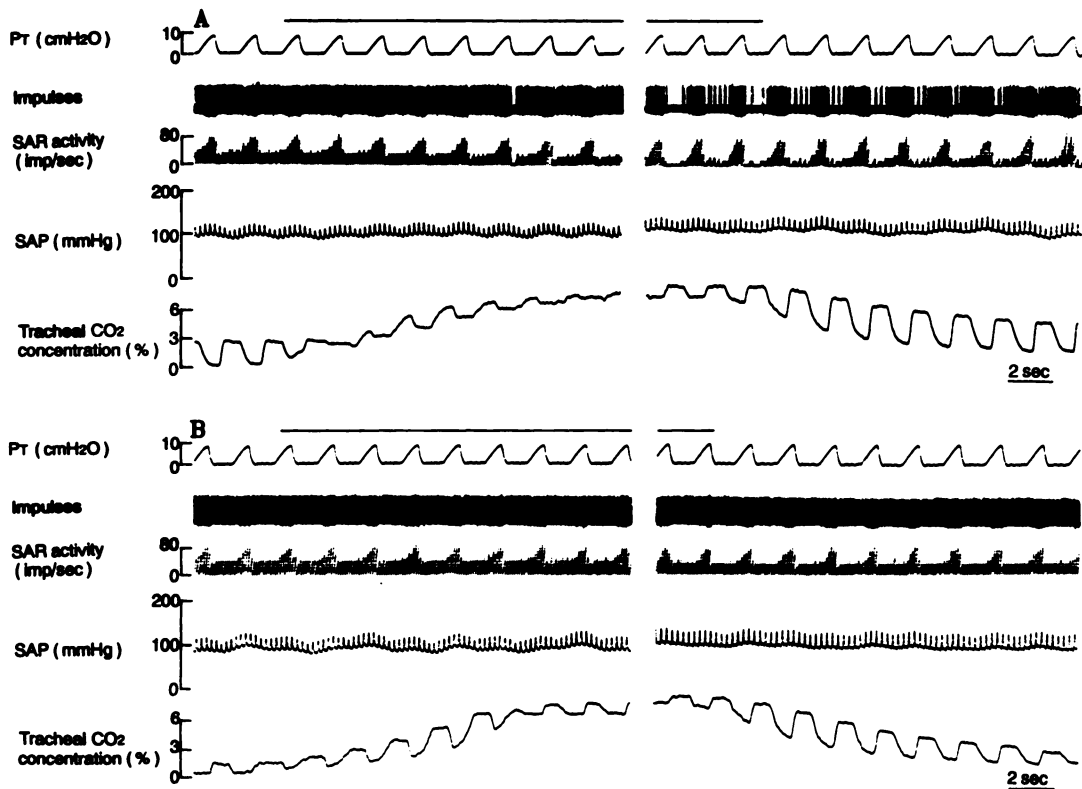 A
PT (cmH2O)
10
0
Impulses
SAR activity
(imp/sec)
80
0
SAP (mmHg)
200
100
0
Tracheal CO2
concentration (%)
6
3
0
2 sec
B
PT (cmH2O)
10
0
Impulses
SAR activity
(imp/sec)
80
0
SAP (mmHg)
200
100
0
Tracheal CO2
concentration (%)
6
3
0
2 sec